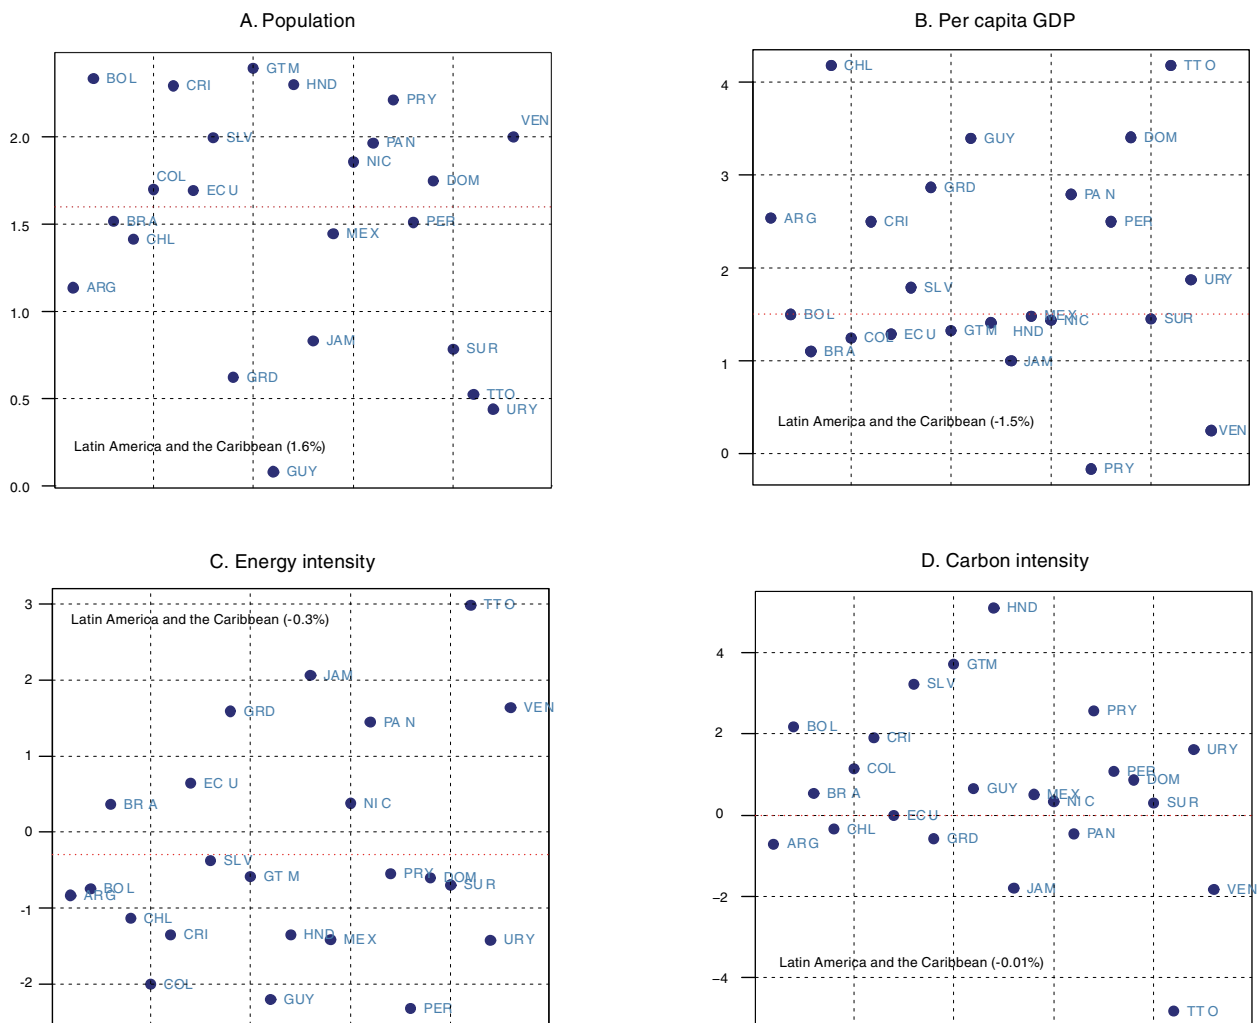 A. Population
GTM
BOL
CRI
HND
PRY
VEN
2.0
SLV
PAN
NIC
COL
ECU
DOM
BRA
PER
1.5
CHL
MEX
ARG
1.0
JAM
SUR
GRD
TTO
0.5
URY
Latin America and the Caribbean (1.6%)
GUY
0.0
B. Per capita GDP
CHL
TTO
4
GUY
DOM
3
GRD
PAN
ARG
CRI
PER
2
URY
SLV
BOL
MEX
NIC
SUR
COL
ECU
GTM
HND
BRA
1
JAM
Latin America and the Caribbean (-1.5%)
VEN
0
PRY
C. Energy intensity
3
TTO
Latin America and the Caribbean (-0.3%)
2
JAM
GRD
PAN
VEN
1
ECU
BRA
NIC
0
SLV
GTM
PRY
DOM
SUR
BOL
ARG
-1
CHL
CRI
HND
MEX
URY
-2
COL
GUY
PER
D. Carbon intensity
HND
4
GTM
SLV
PRY
BOL
2
CRI
URY
COL
PER
DOM
BRA
GUY
MEX
NIC
SUR
0
ECU
CHL
PAN
ARG
GRD
JAM
VEN
−2
Latin America and the Caribbean (-0.01%)
−4
TTO